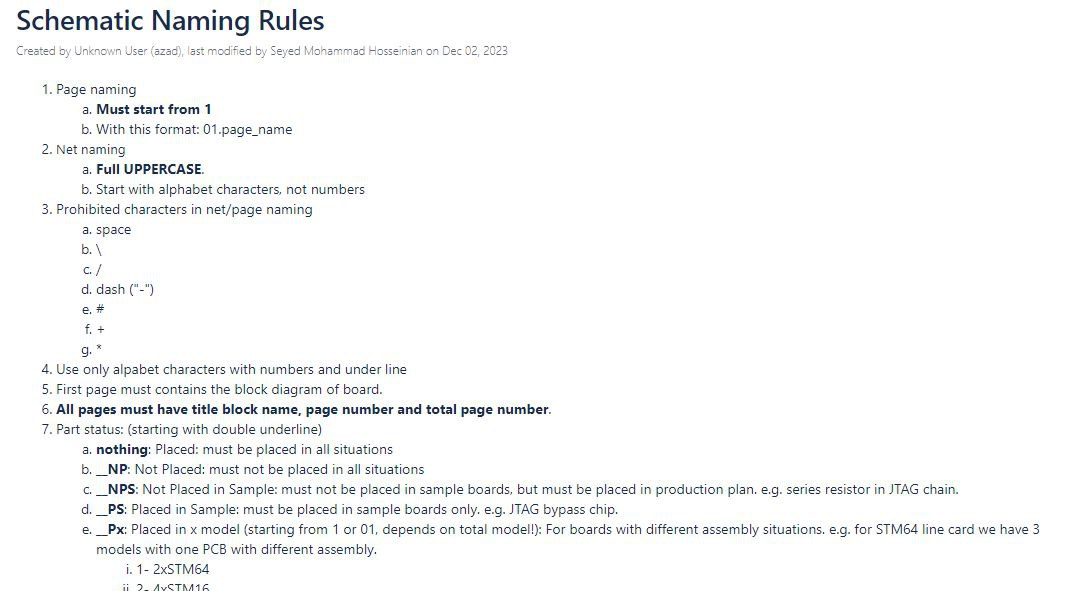 Schematic Naming Rules
Created by Unknown User (azad), last modified by Seyed Mohammad Hosseinian on Dec 02, 2023
1. Page naming
a. Must start from 1
b. With this format: 01.page_name
2. Net naming
a. Full UPPERCASE.
b. Start with alphabet characters, not numbers
3. Prohibited characters in net/page naming
a. space
b. \
c. /
d. dash ("-")
e. #
f. +
g. *
4. Use only alpabet characters with numbers and under line
5. First page must contains the block diagram of board.
6. All pages must have title block name, page number and total page number.
7. Part status: (starting with double underline)
a. nothing: Placed: must be placed in all situations
b. __NP: Not Placed: must not be placed in all situations
c. __NPS: Not Placed in Sample: must not be placed in sample boards, but must be placed in production plan. e.g. series resistor in JTAG chain.
d. __PS: Placed in Sample: must be placed in sample boards only. e.g. JTAG bypass chip.
e. __Px: Placed in x model (starting from 1 or 01, depends on total model!): For boards with different assembly situations. e.g. for STM64 line card we have 3
models with one PCB with different assembly.
i. 1- 2xSTM64
ii. 2- 4xSTM16